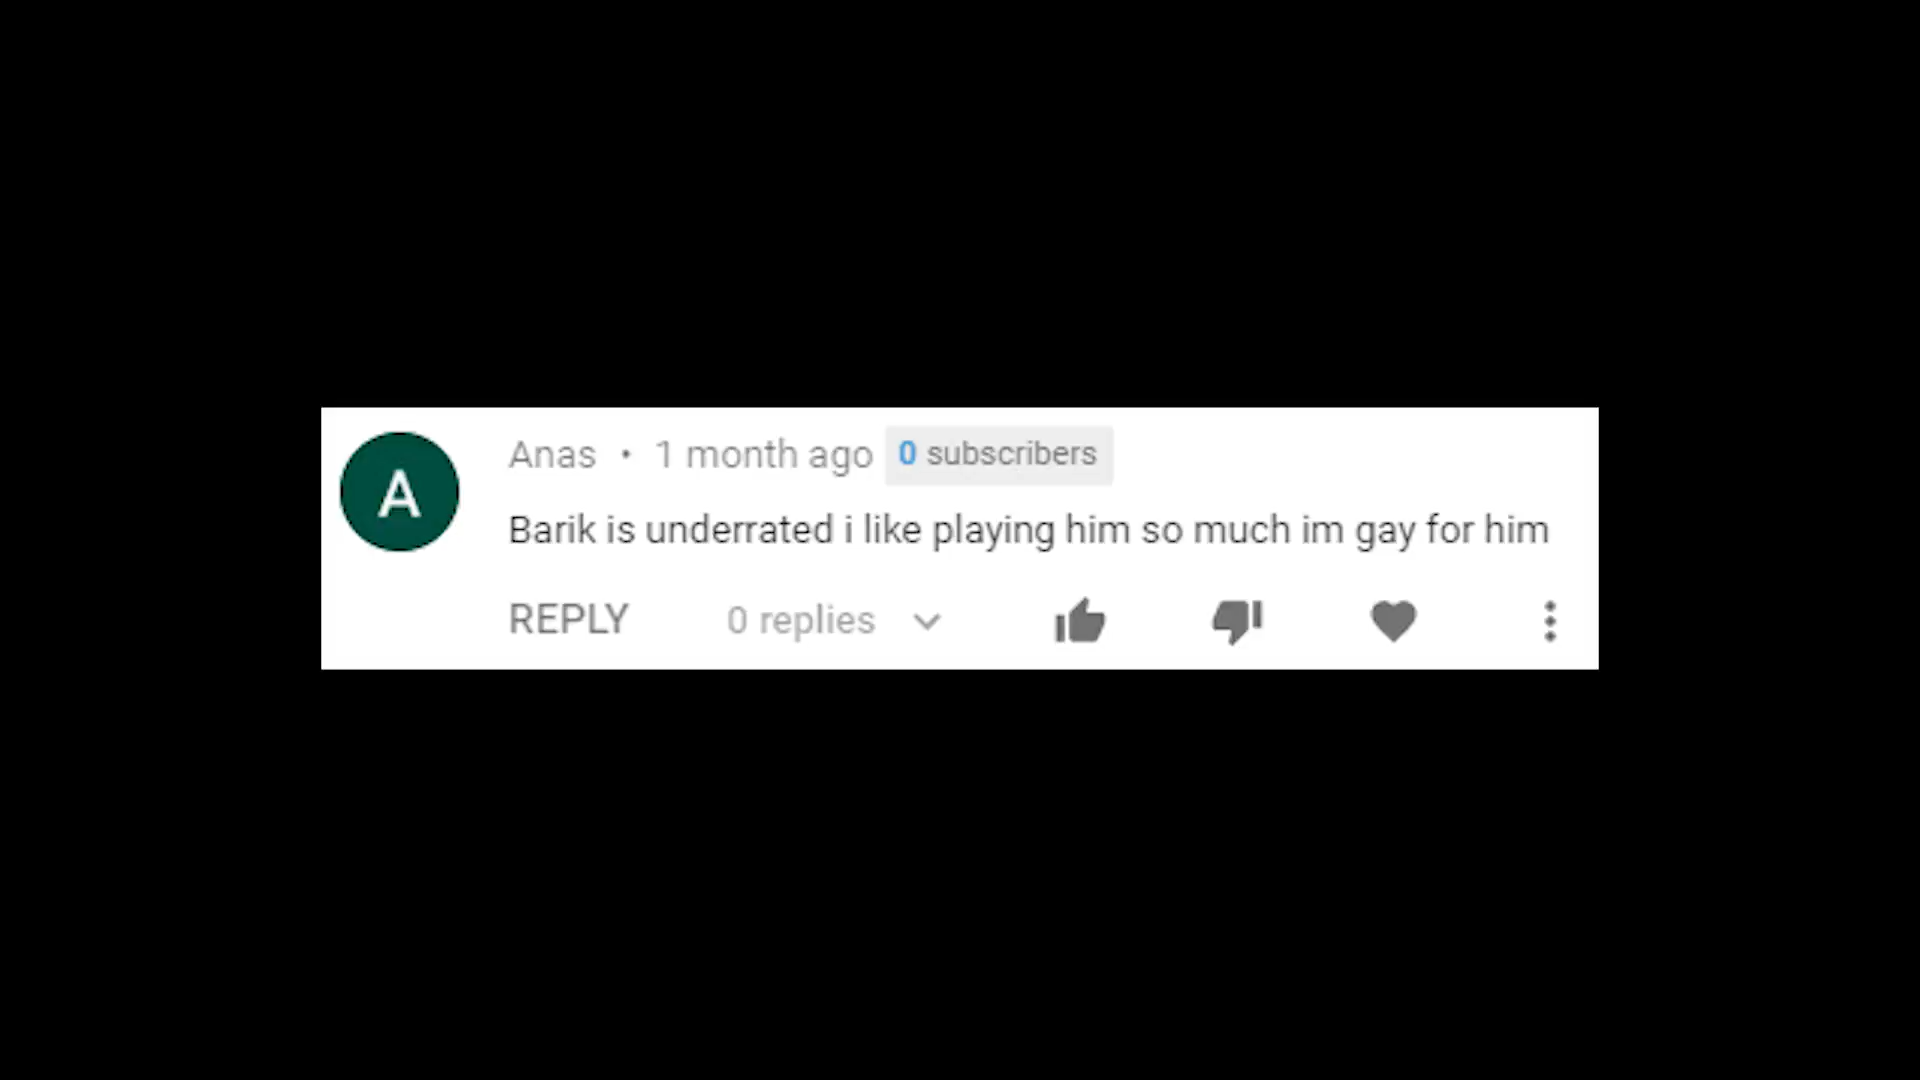 A
Anas • 1 month ago 0 subscribers
Barik is underrated i like playing him so much im gay for him
REPLY 0 replies